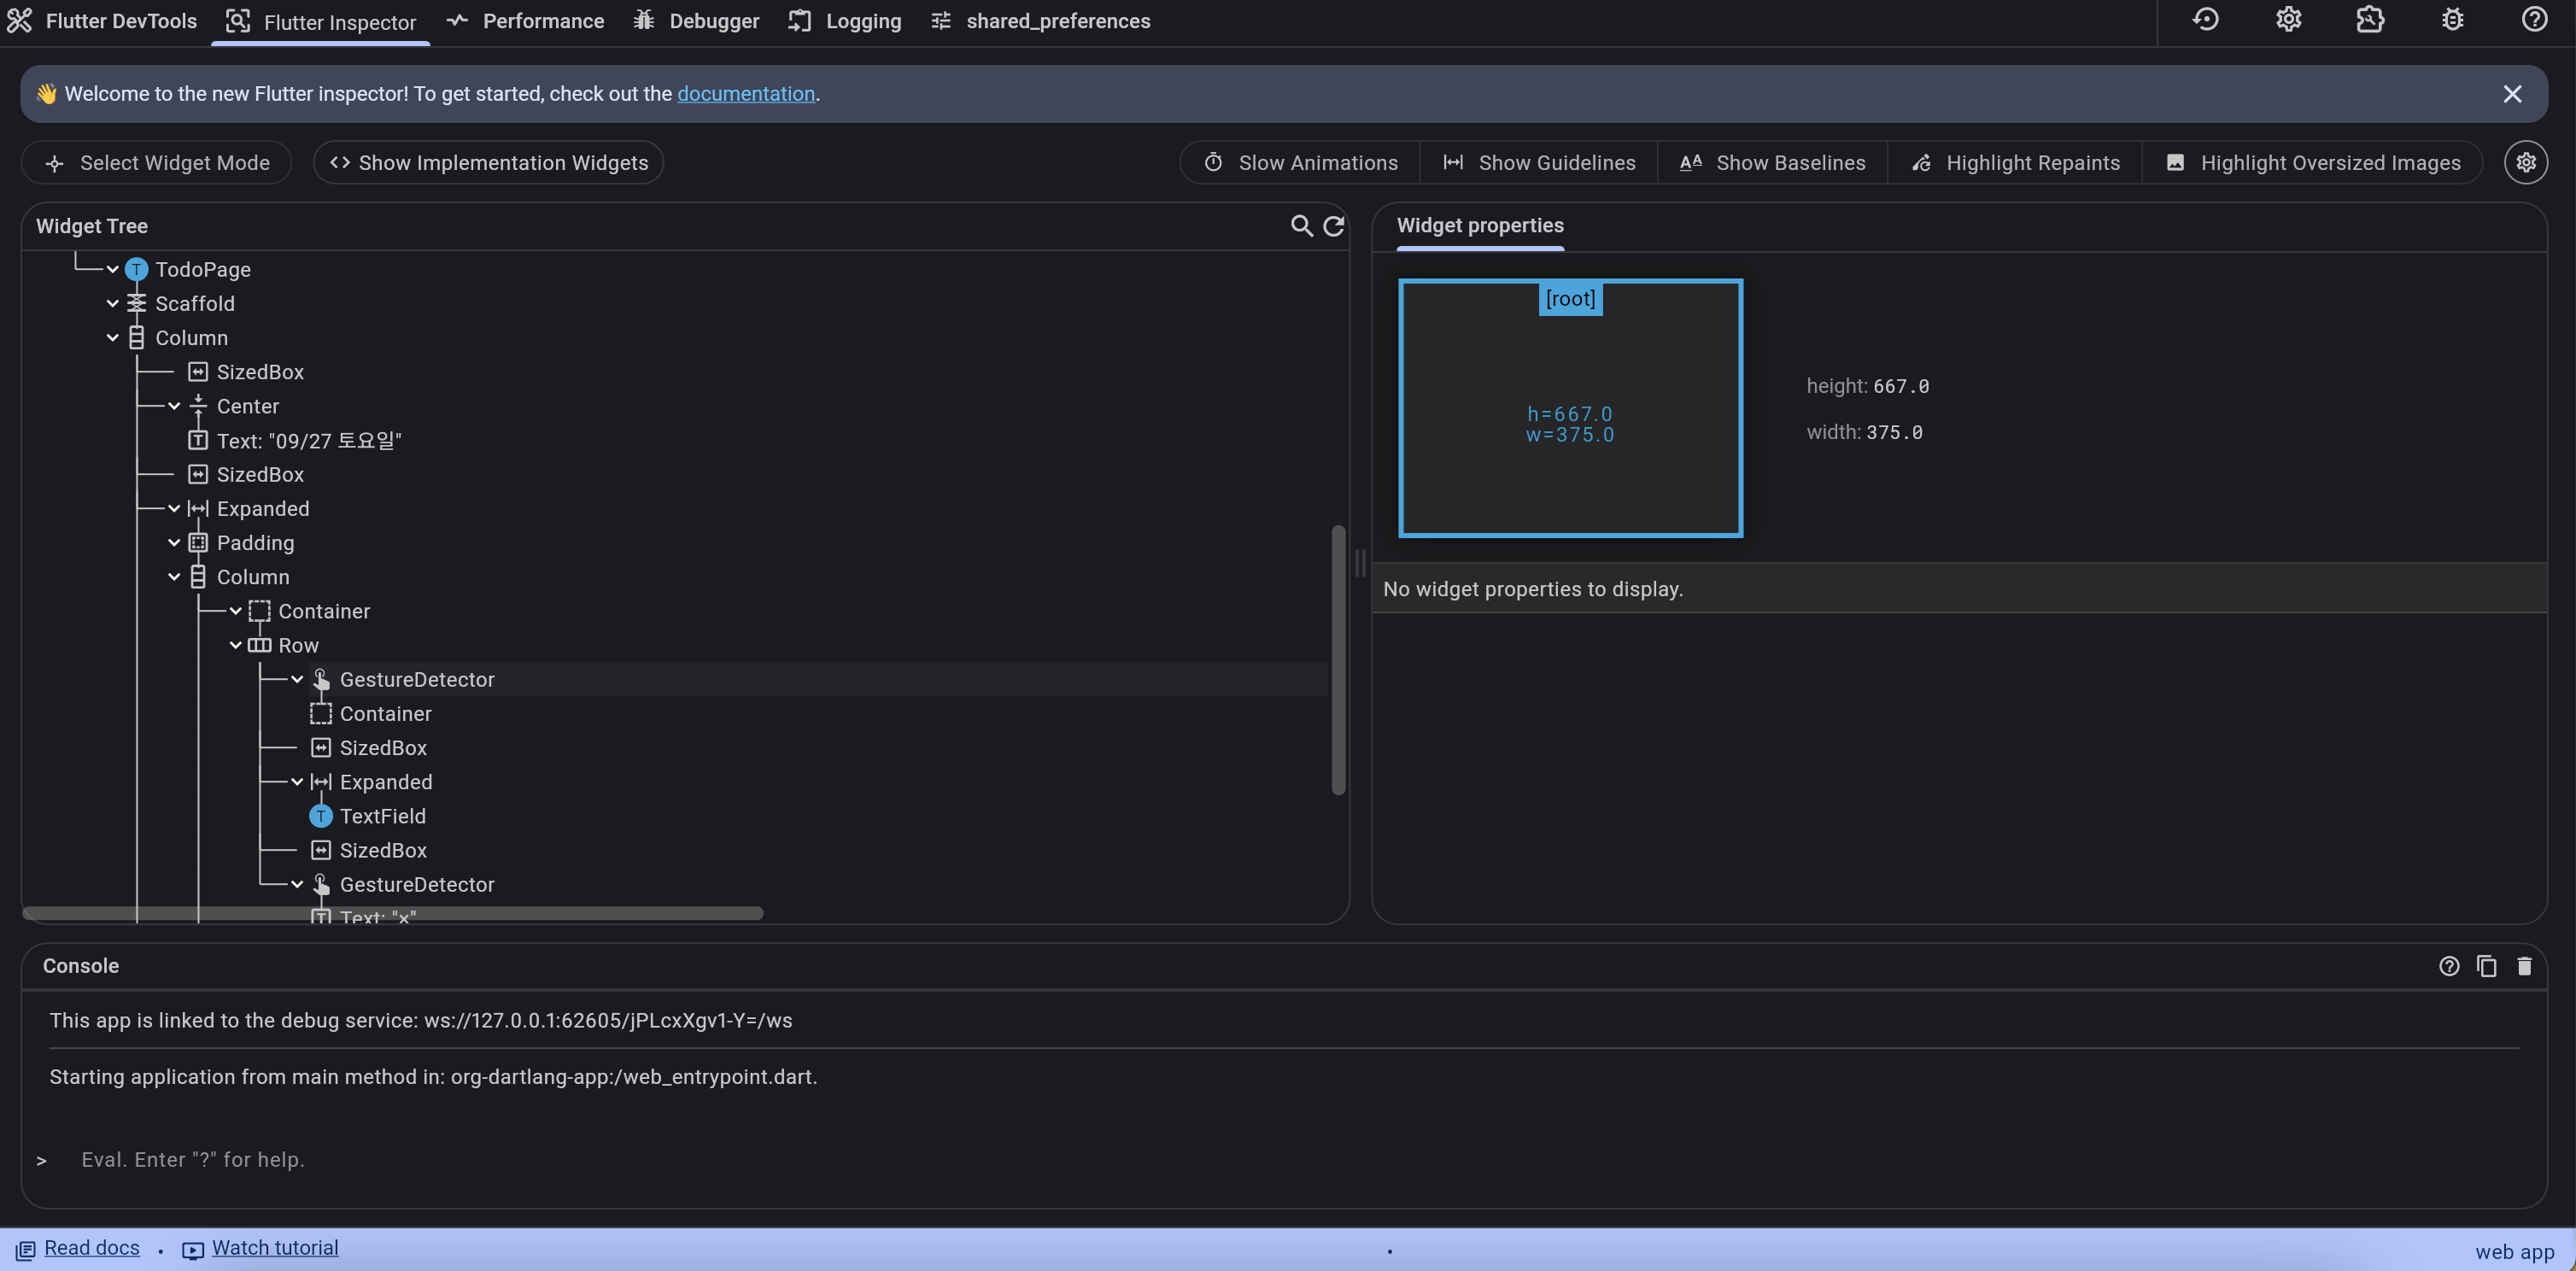 Flutter DevTools Flutter Inspector Performance Debugger Logging shared_preferences
👋 Welcome to the new Flutter inspector! To get started, check out the documentation.
Select Widget Mode <> Show Implementation Widgets Slow Animations Show Guidelines Show Baselines Highlight Repaints Highlight Oversized Images
Widget Tree
T TodoPage
Scaffold
Column
SizedBox
Center
Text: "09/27 토요일"
SizedBox
Expanded
Padding
Column
Container
Row
GestureDetector
Container
SizedBox
Expanded
T TextField
SizedBox
GestureDetector
Text: "×"
Widget properties
[root]
h=667.0
w=375.0
height: 667.0
width: 375.0
No widget properties to display.
Console
This app is linked to the debug service: ws://127.0.0.1:62605/jPLcxXgv1-Y=/ws
Starting application from main method in: org-dartlang-app:/web_entrypoint.dart.
> Eval. Enter "?" for help.
Read docs • Watch tutorial • web app